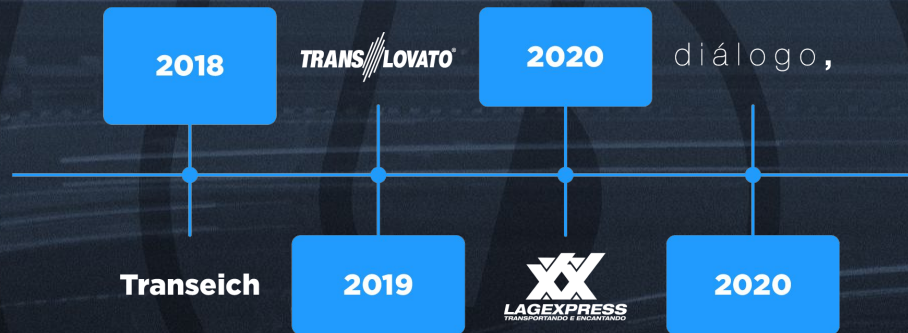 2018
TRANS LOVATO®
2020
diálogo,
Transeich
2019
LAGEXPRESS
TRANSPORTANDO E ENCANTANDO
2020